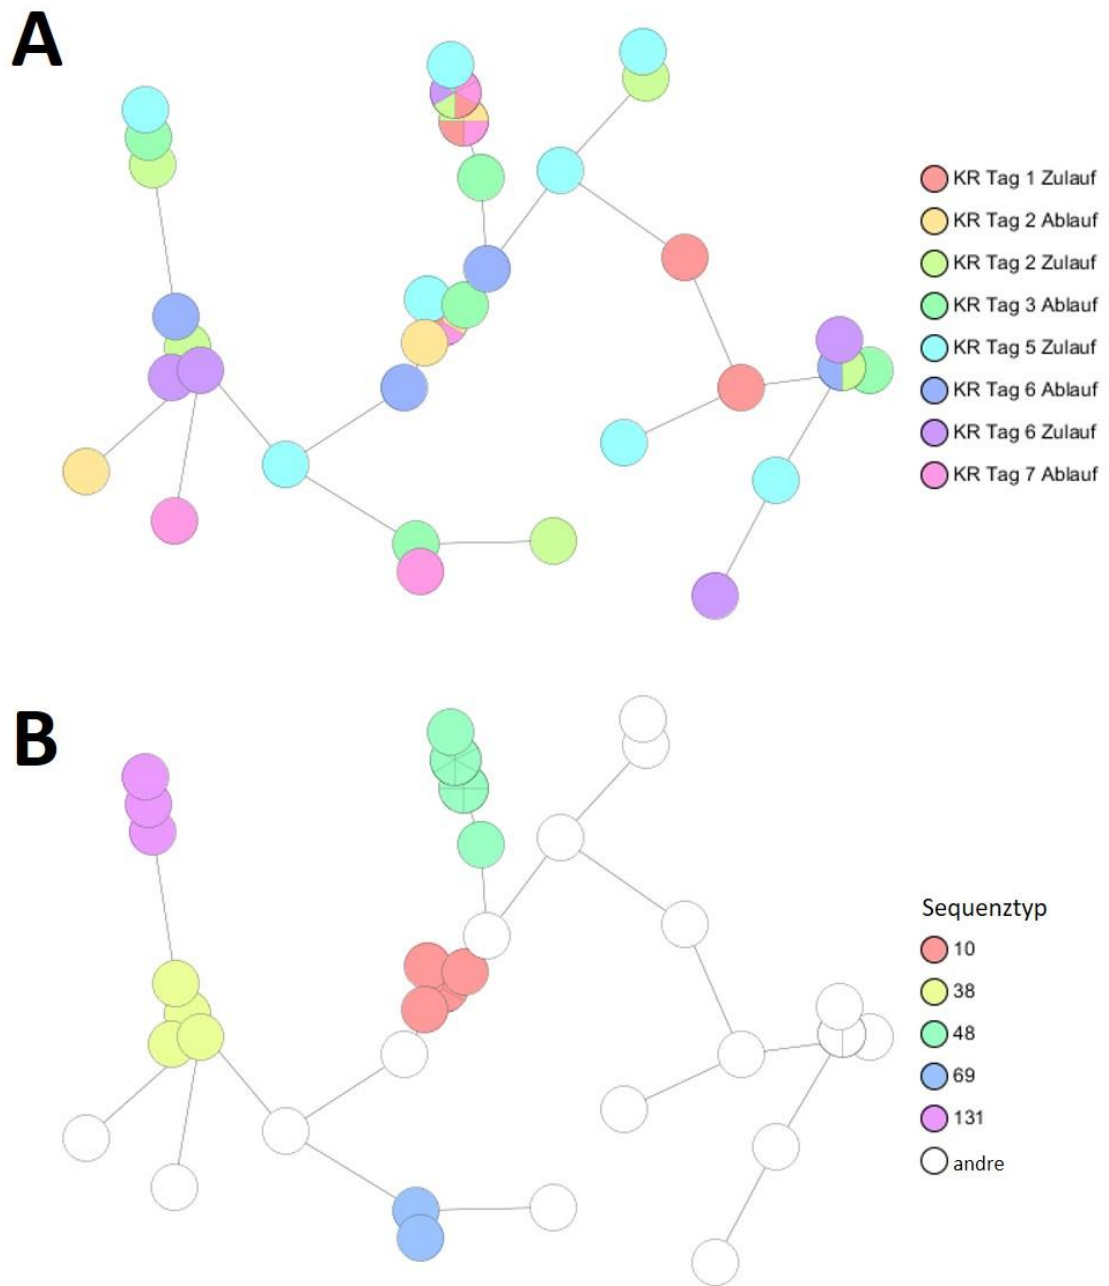 A
KR Tag 1 Zulauf
KR Tag 2 Ablauf
KR Tag 2 Zulauf
KR Tag 3 Ablauf
KR Tag 5 Zulauf
KR Tag 6 Ablauf
KR Tag 6 Zulauf
KR Tag 7 Ablauf
B
Sequenztyp
10
38
48
69
131
andre